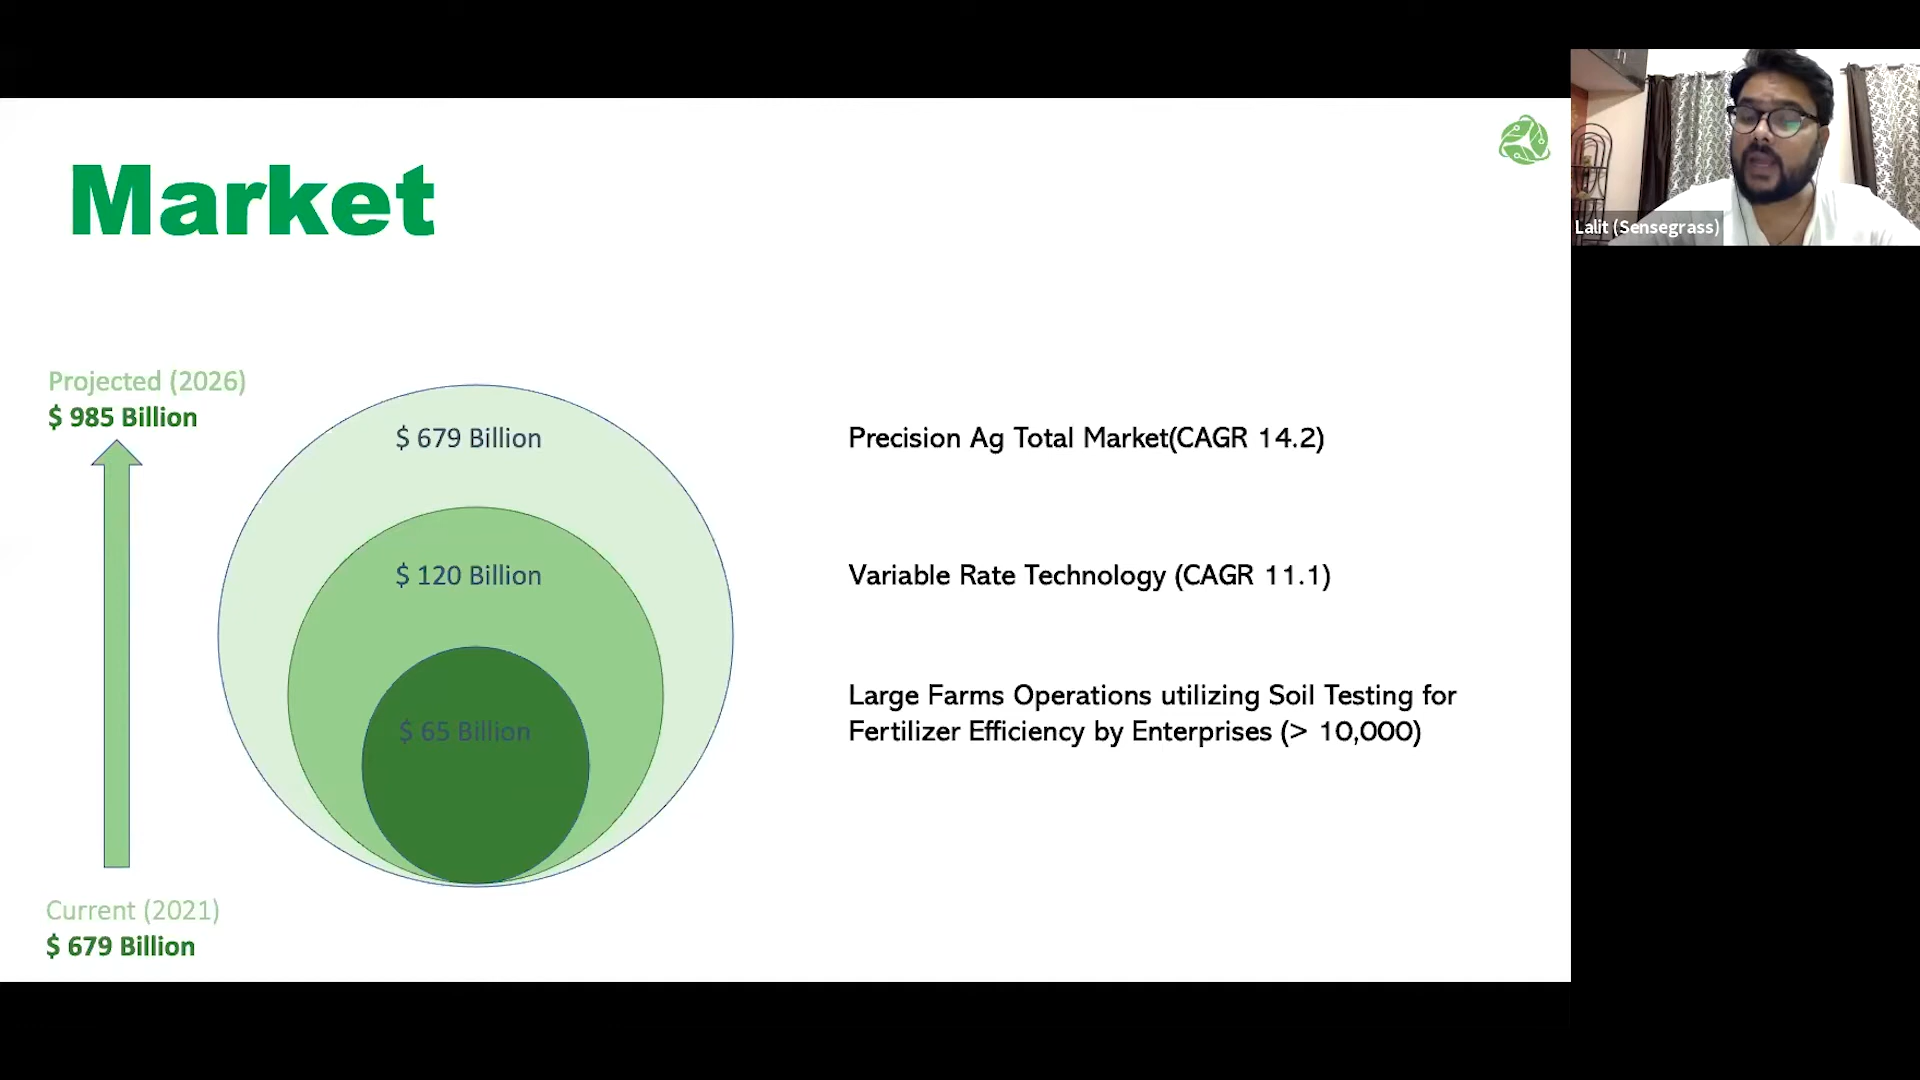 Market
Lalit (Sensegrass)
Projected (2026)
$ 985 Billion
$ 679 Billion
Precision Ag Total Market(CAGR 14.2)
$ 120 Billion
Variable Rate Technology (CAGR 11.1)
$ 65 Billion
Large Farms Operations utilizing Soil Testing for
Fertilizer Efficiency by Enterprises (> 10,000)
Current (2021)
$ 679 Billion